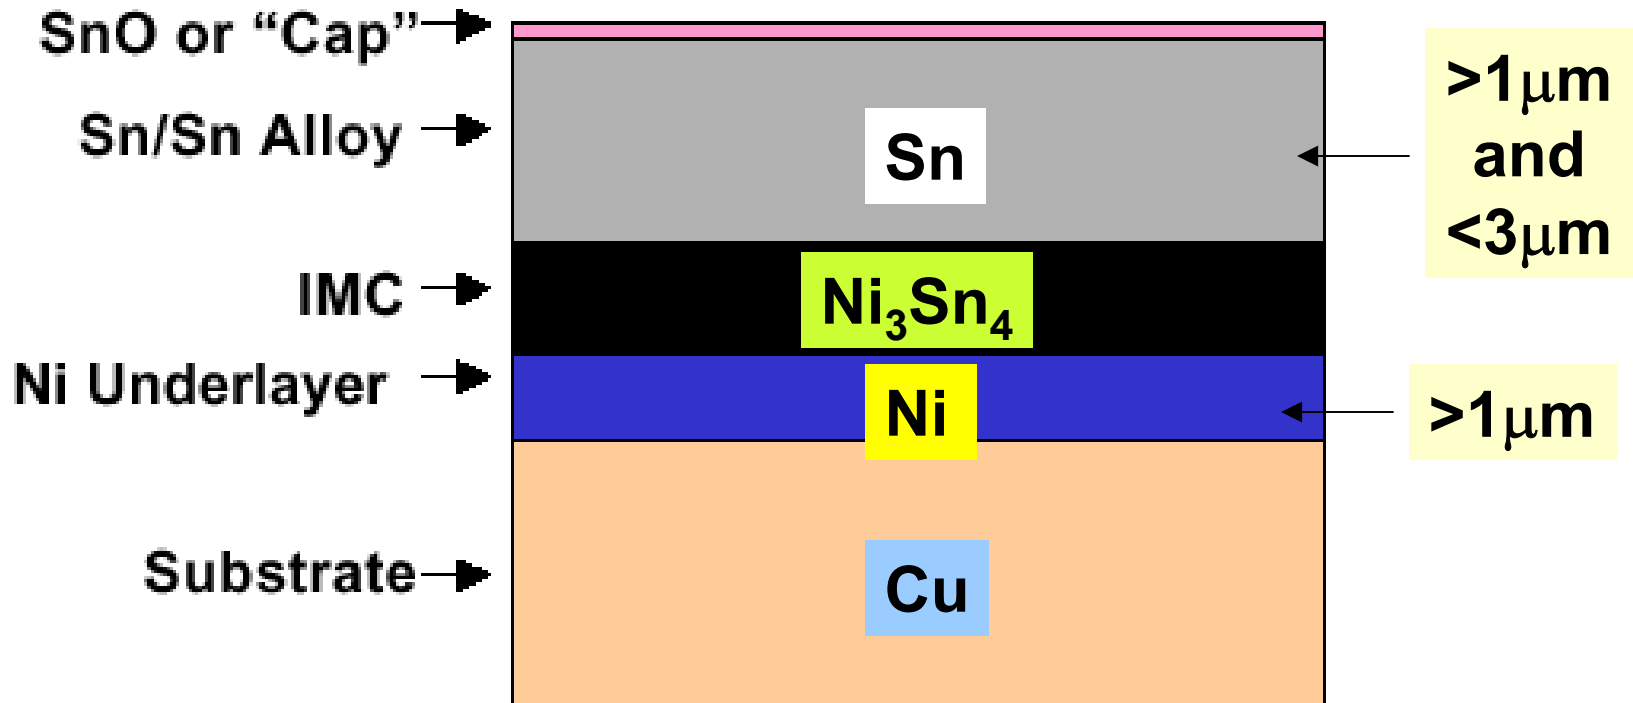 SnO or “Cap”
Sn/Sn Alloy
Sn
>1μm
and
<3μm
IMC
Ni₃Sn₄
Ni Underlayer
Ni
>1μm
Substrate
Cu